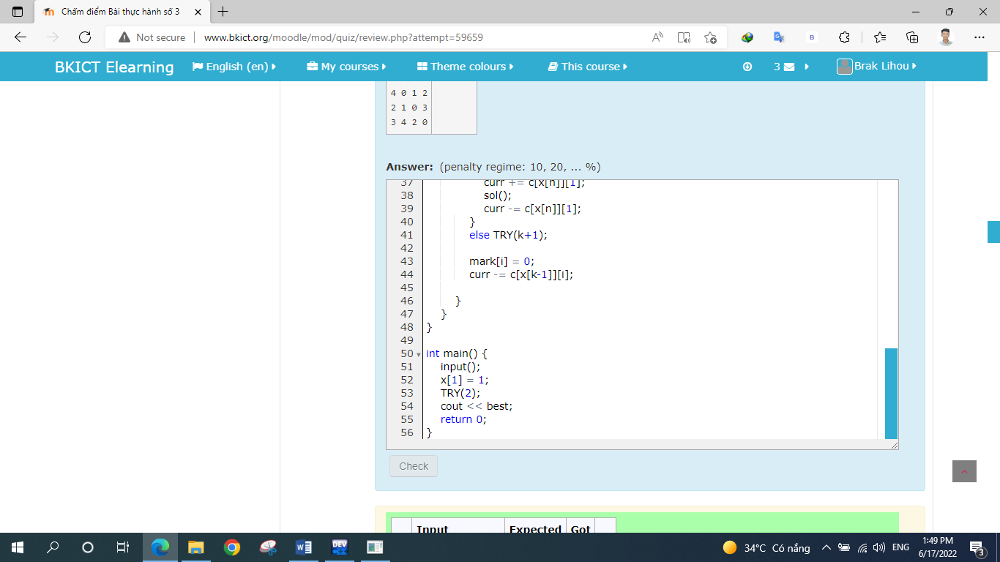 Chấm điểm Bài thực hành số 3
Not secure www.bkict.org/moodle/mod/quiz/review.php?attempt=59659
BKICT Elearning English (en) My courses Theme colours This course 3 Brak Lihou
4 0 1 2
2 1 0 3
3 4 2 0
Answer: (penalty regime: 10, 20, ... %)
37 curr += c[x[n]][1];
38 sol();
39 curr -= c[x[n]][1];
40 }
41 else TRY(k+1);
42
43 mark[i] = 0;
44 curr -= c[x[k-1]][i];
45
46 }
47 }
48 }
49
50 int main() {
51 input();
52 x[1] = 1;
53 TRY(2);
54 cout << best;
55 return 0;
56 }
Check
Input Expected Got
34°C Có nắng ENG 1:49 PM
6/17/2022
3